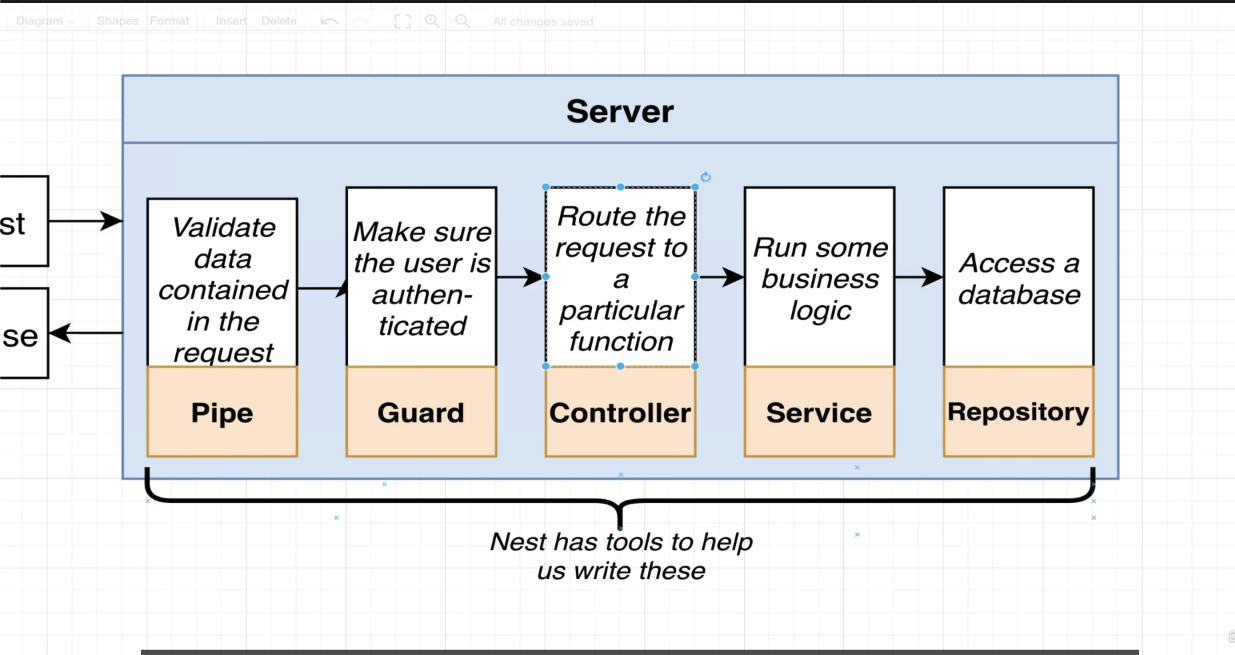 Diagram
Shapes
Format
Insert
Delete
All changes saved
Server
st
se
Validate
data
contained
in the
request
Pipe
Make sure
the user is
authen-
ticated
Guard
Route the
request to
a
particular
function
Controller
Run some
business
logic
Service
Access a
database
Repository
Nest has tools to help
us write these
@